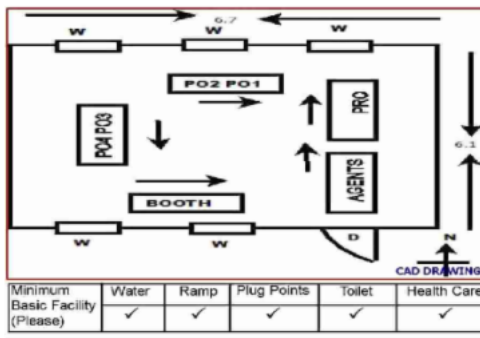 6.7
W W W
PO2 PO1
PRO
PO4 PO3
6.1
AGENTS
BOOTH
W W D N
CAD DRAWING
Minimum Basic Facility (Please) Water Ramp Plug Points Toilet Health Care
✓ ✓ ✓ ✓ ✓